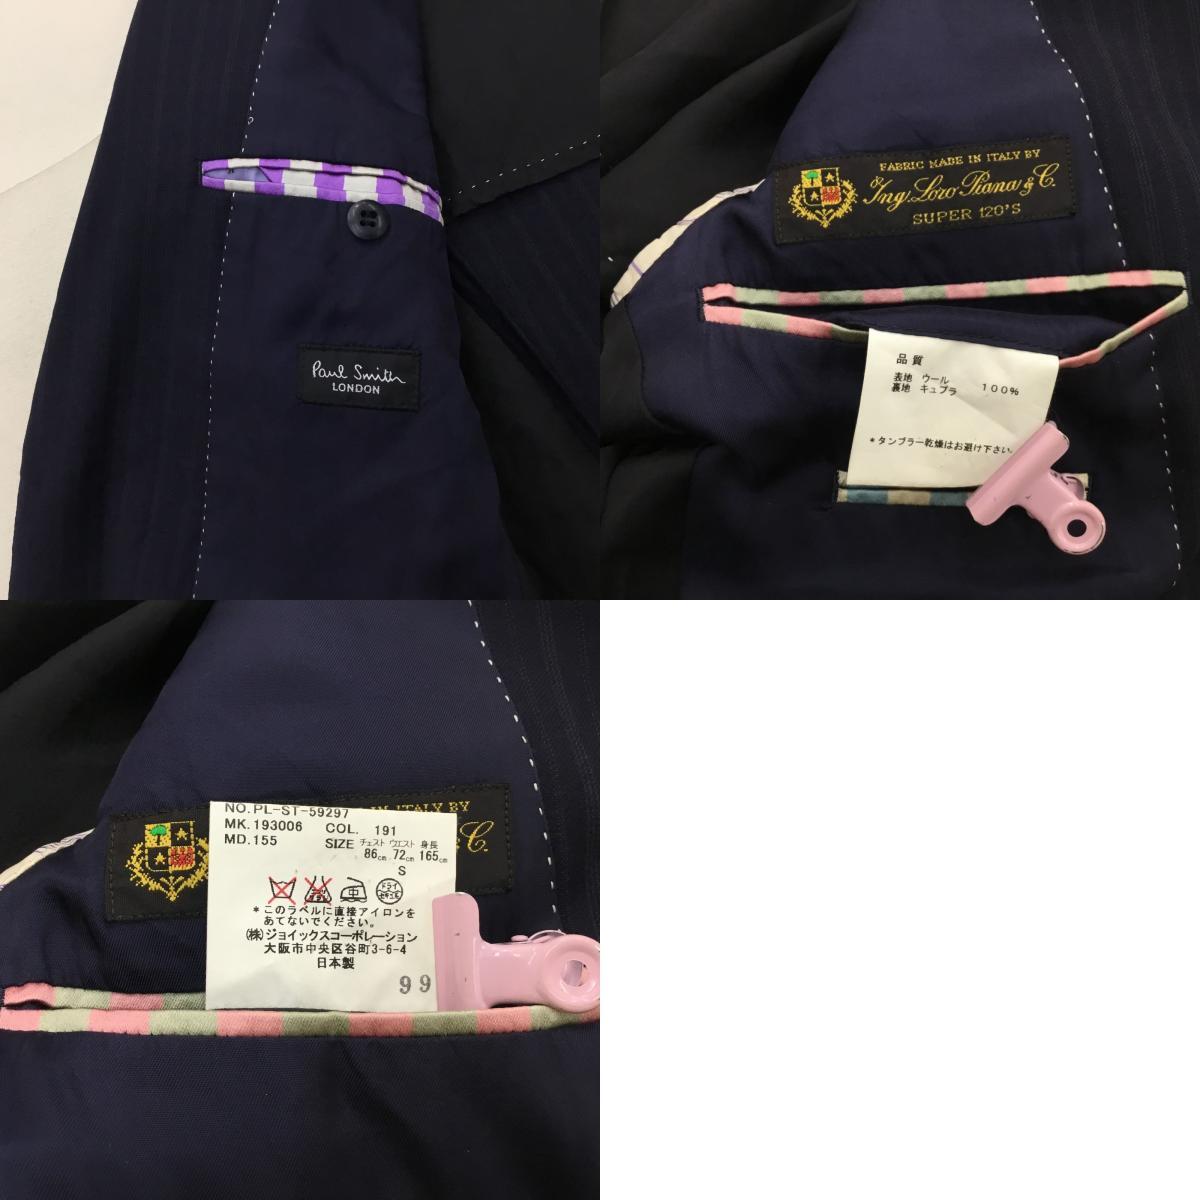 Paul Smith
LONDON
FABRIC MADE IN ITALY BY
Ing. Loro Piana & C.
SUPER 120'S
品質
表地 ウール
裏地 キュプラ 100%
*タンブラー乾燥はお避け下さい。
IN ITALY BY
& C.
NO.PL-ST-59297
MK.193006 COL. 191
MD.155 SIZE チェスト ウエスト 身長
86cm 72cm 165cm
S
ドライ
*このラベルに直接アイロンを
あてないでください。
(株)ジョイックスコーポレーション
大阪市中央区谷町3-6-4
日本製
99